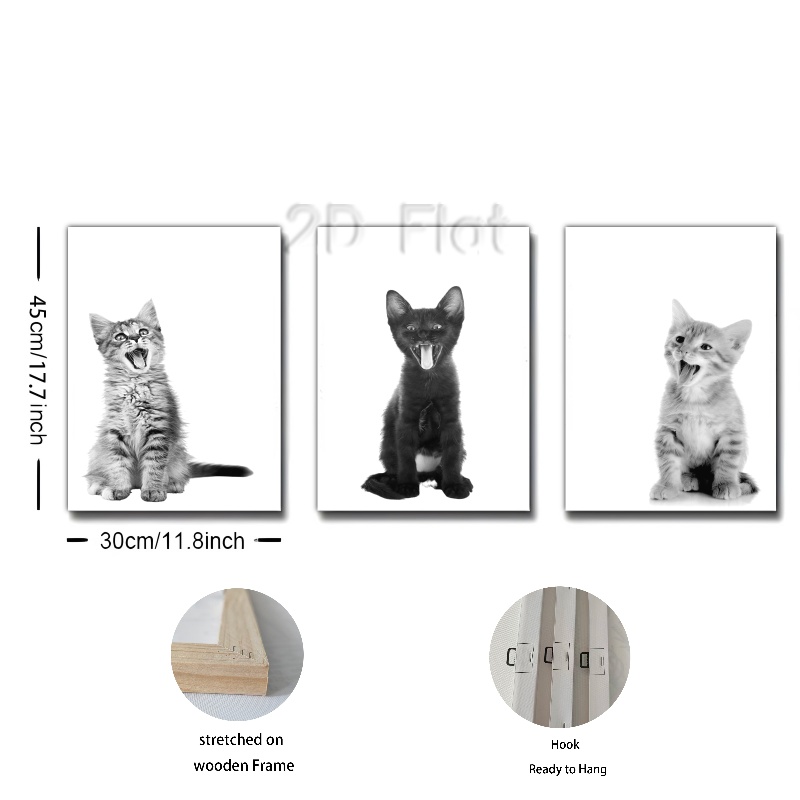 2D Flat
45cm/17.7inch
30cm/11.8inch
stretched on
wooden Frame
Hook
Ready to Hang